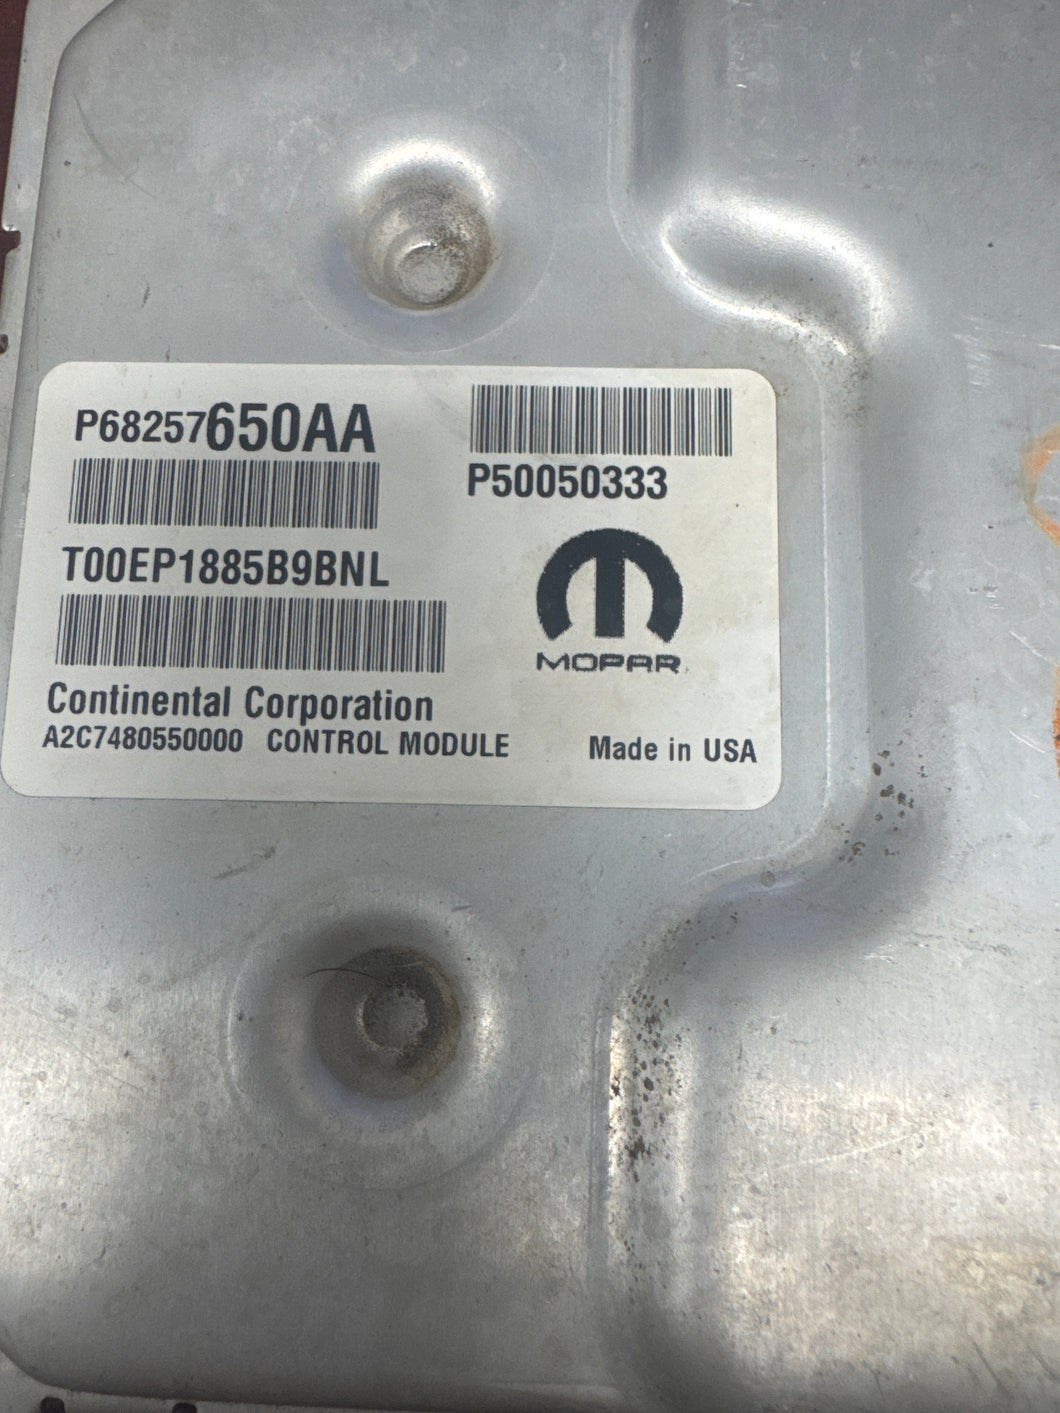 P68257650AA
P50050333
T00EP1885B9BNL
MOPAR
Continental Corporation
A2C7480550000 CONTROL MODULE
Made in USA